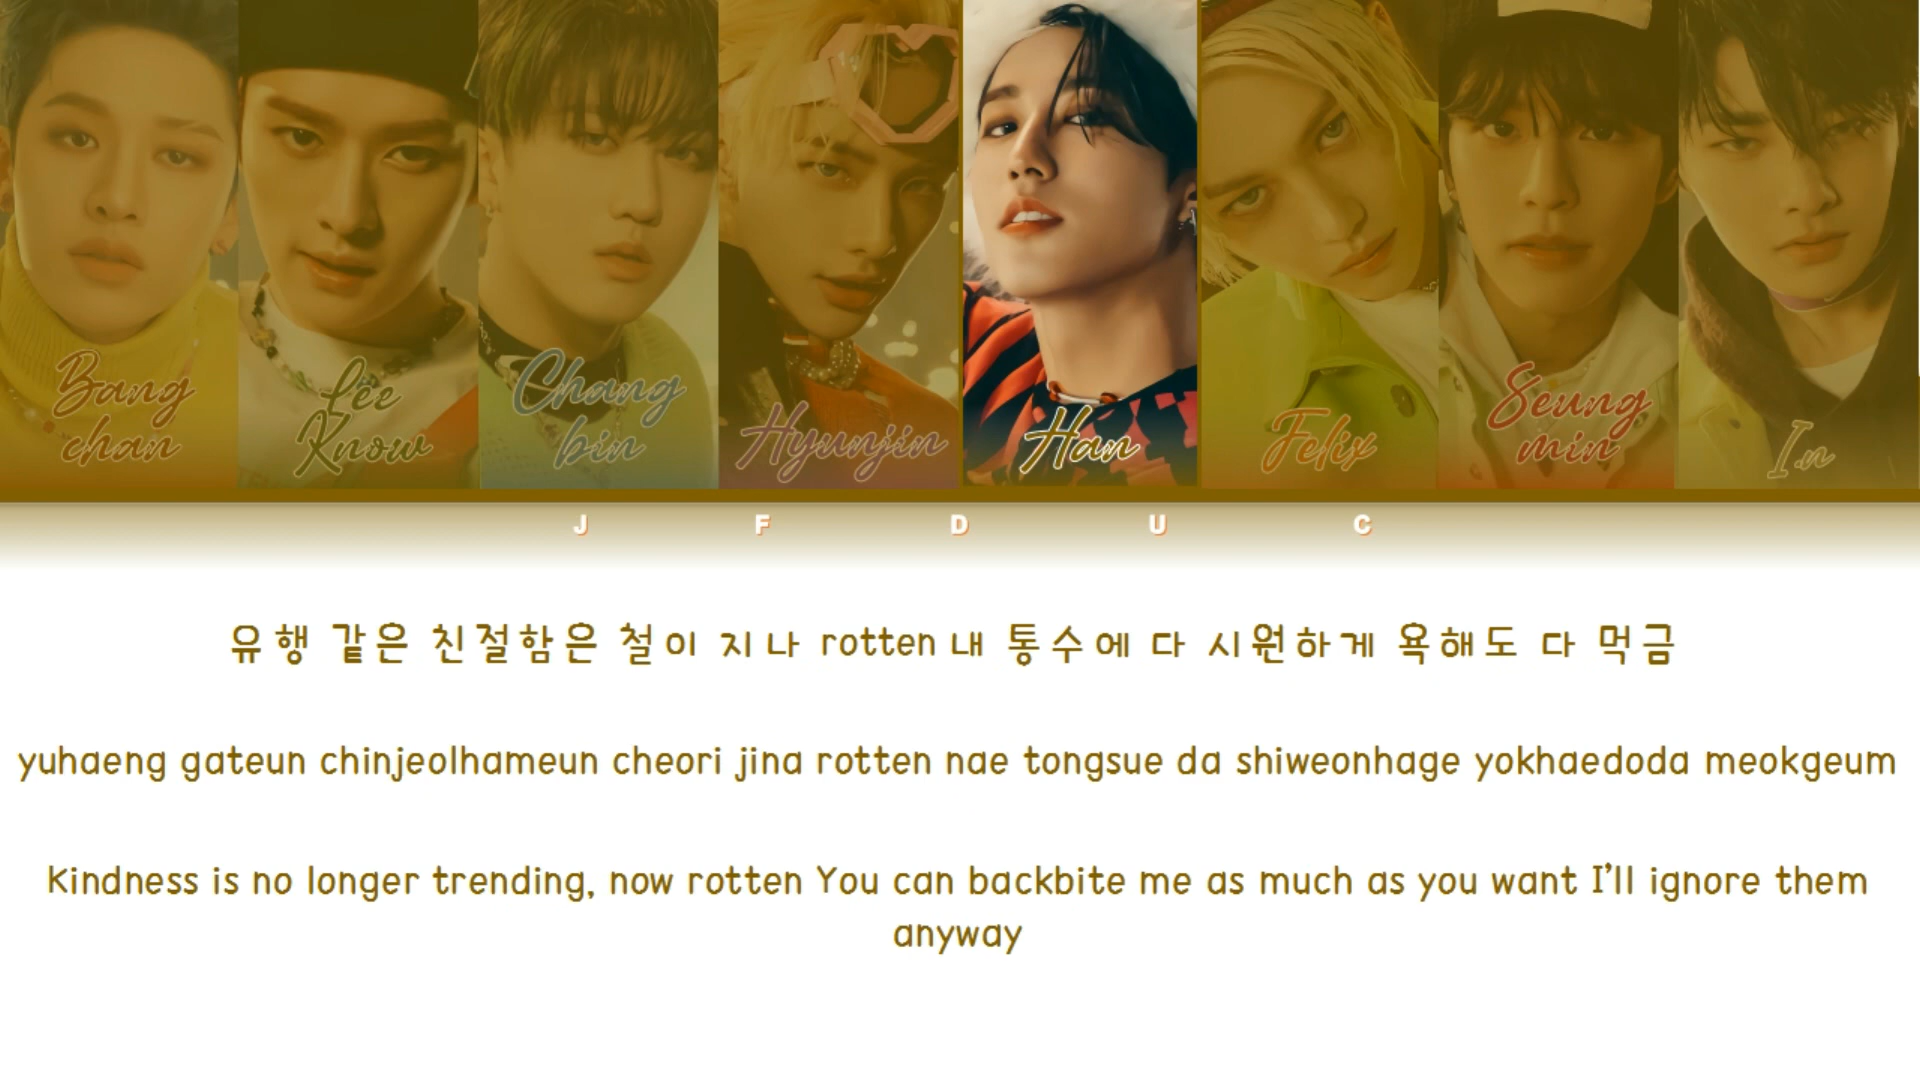 Bang chan
Lee Know
Chang bin
Hyunjin
Han
Felix
Seung min
I.n
J F D U C
유행 같은 친절함은 철이 지나 rotten 내 통수에 다 시원하게 욕해도 다 먹금
yuhaeng gateun chinjeolhameun cheori jina rotten nae tongsue da shiweonhage yokhaedoda meokgeum
Kindness is no longer trending, now rotten You can backbite me as much as you want I'll ignore them
anyway